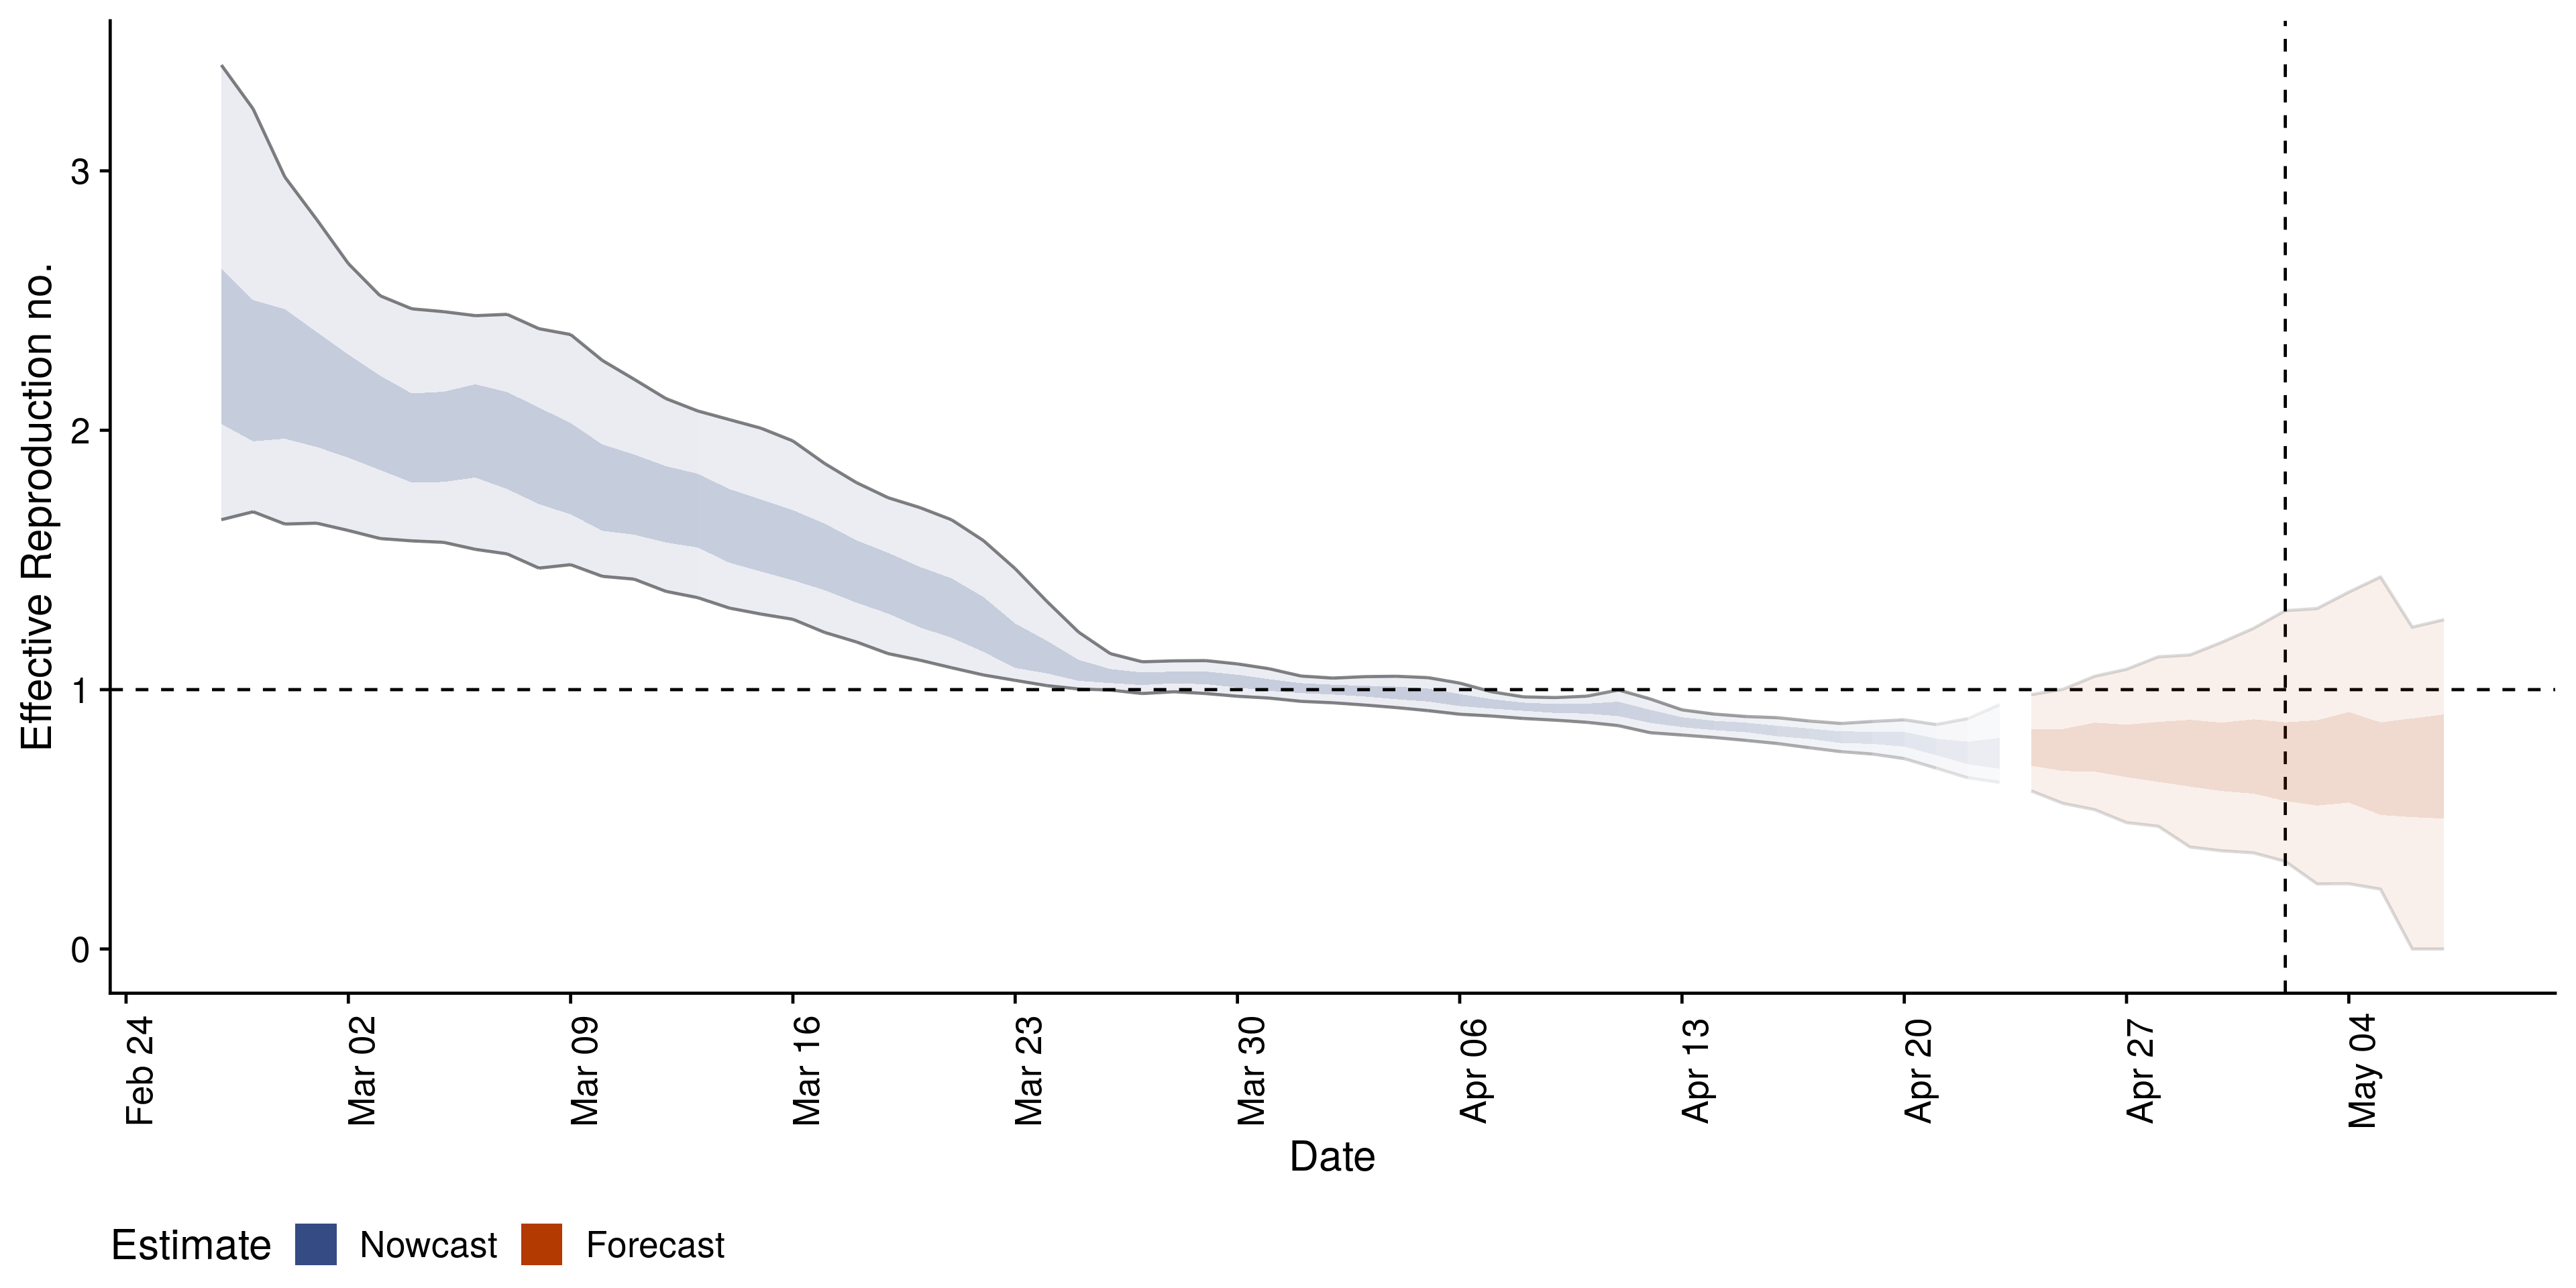 Effective Reproduction no.
3
2
1
0
Feb 24
Mar 02
Mar 09
Mar 16
Mar 23
Mar 30
Apr 06
Apr 13
Apr 20
Apr 27
May 04
Date
Estimate Nowcast Forecast